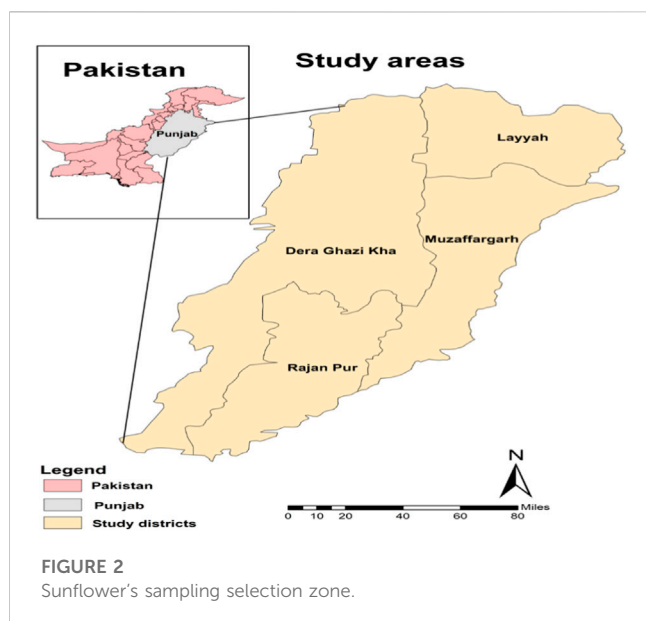 Pakistan
Study areas
Punjab
Layyah
Dera Ghazi Kha
Muzaffargarh
Rajan Pur
N
Legend
Pakistan
Punjab
Study districts
0 10 20 40 60 80 Miles
FIGURE 2
Sunflower's sampling selection zone.